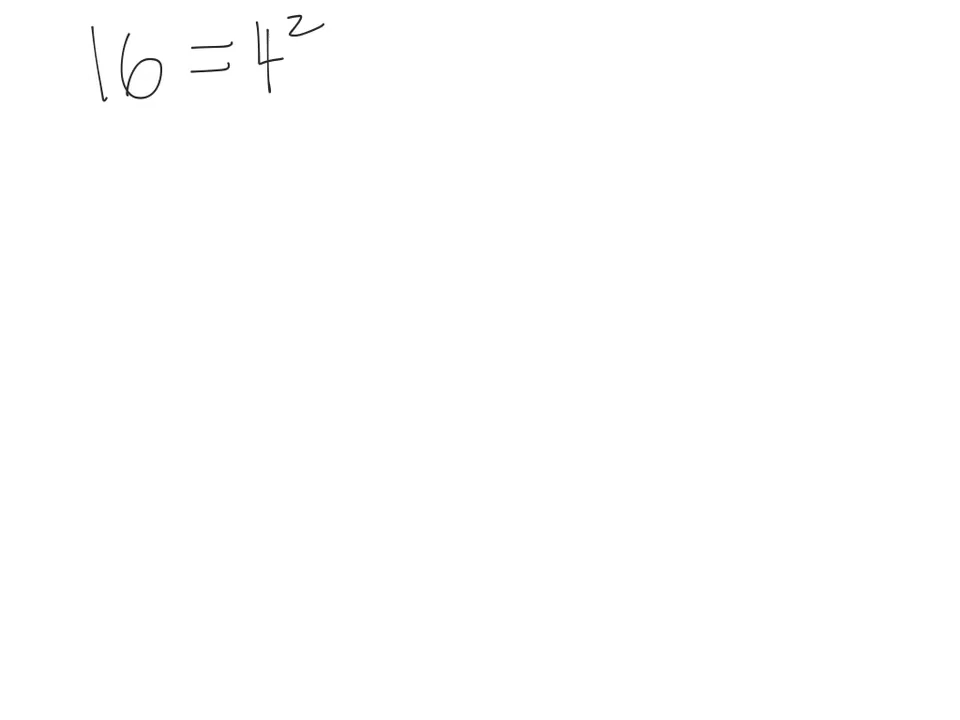 16 = 4²